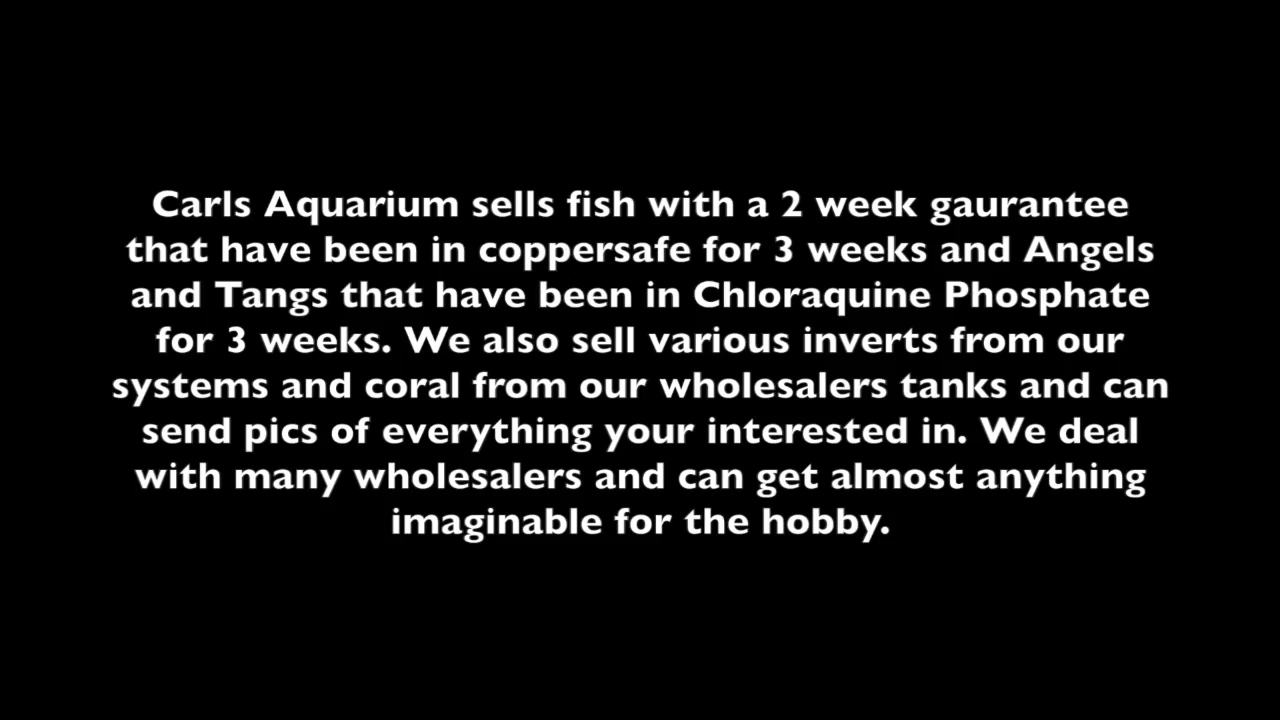 Carls Aquarium sells fish with a 2 week gaurantee
that have been in coppersafe for 3 weeks and Angels
and Tangs that have been in Chloraquine Phosphate
for 3 weeks. We also sell various inverts from our
systems and coral from our wholesalers tanks and can
send pics of everything your interested in. We deal
with many wholesalers and can get almost anything
imaginable for the hobby.